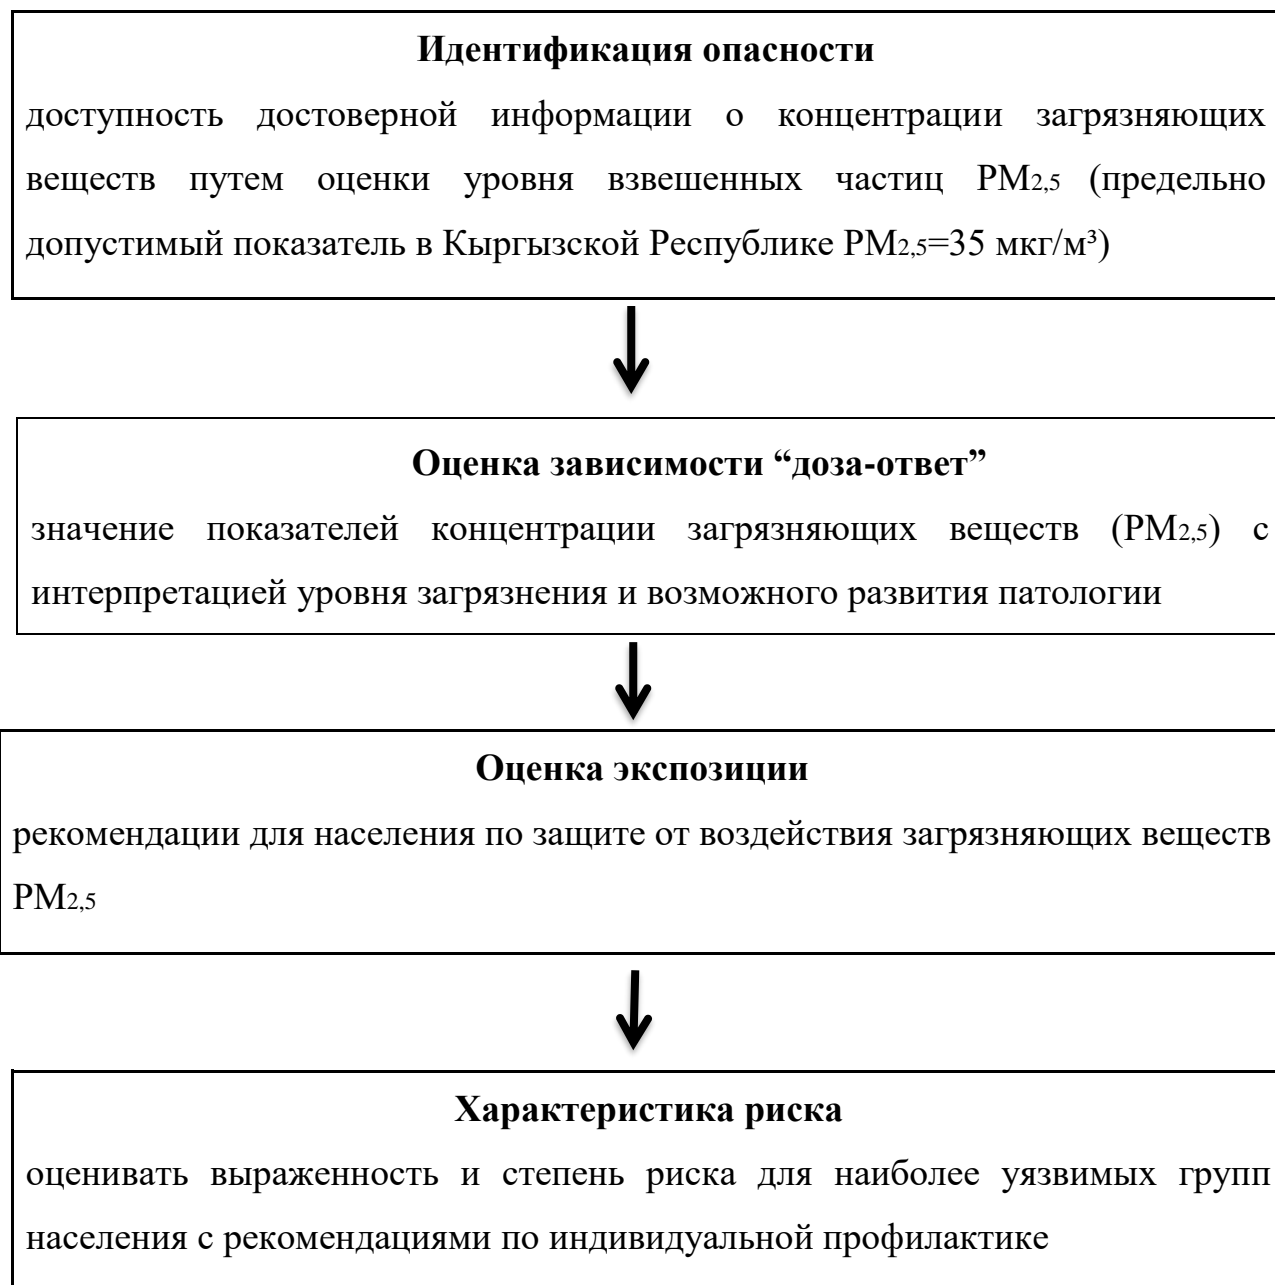 Идентификация опасности
доступность достоверной информации о концентрации загрязняющих
веществ путем оценки уровня взвешенных частиц PM2,5 (предельно
допустимый показатель в Кыргызской Республике PM2,5=35 мкг/м³)
Оценка зависимости “доза-ответ”
значение показателей концентрации загрязняющих веществ (PM2,5) с
интерпретацией уровня загрязнения и возможного развития патологии
Оценка экспозиции
рекомендации для населения по защите от воздействия загрязняющих веществ
PM2,5
Характеристика риска
оценивать выраженность и степень риска для наиболее уязвимых групп
населения с рекомендациями по индивидуальной профилактике